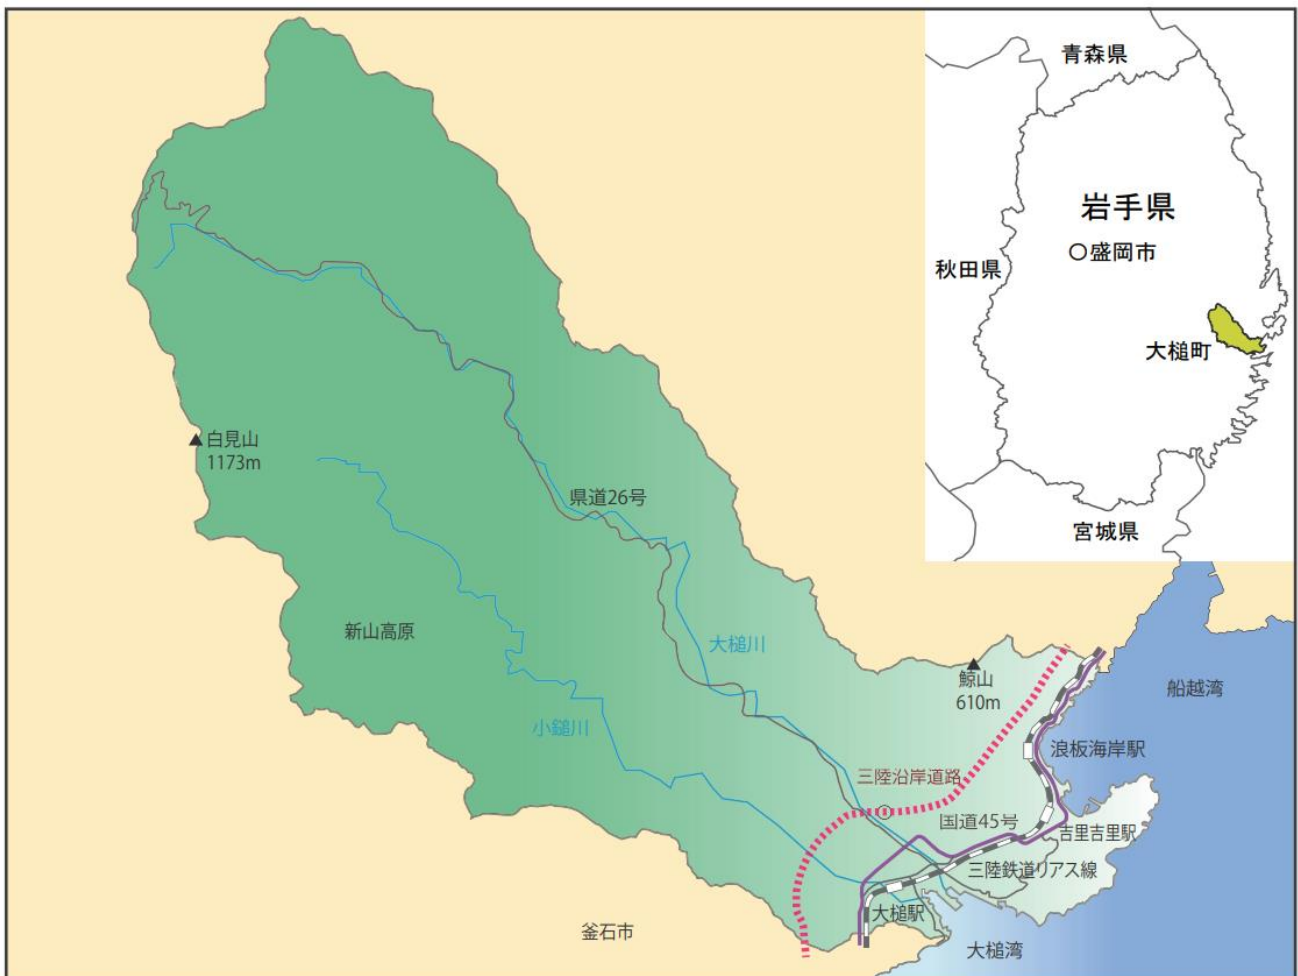 青森県
岩手県
盛岡市
秋田県
大槌町
宮城県
白見山
1173m
県道26号
新山高原
大槌川
鯨山
610m
船越湾
小鎚川
浪板海岸駅
三陸沿岸道路
国道45号
吉里吉里駅
三陸鉄道リアス線
大槌駅
釜石市
大槌湾